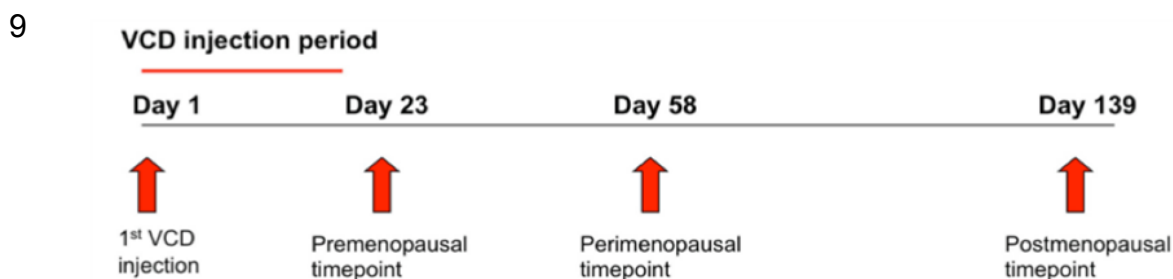 9
VCD injection period
Day 1 Day 23 Day 58 Day 139
1st VCD injection
Premenopausal timepoint
Perimenopausal timepoint
Postmenopausal timepoint